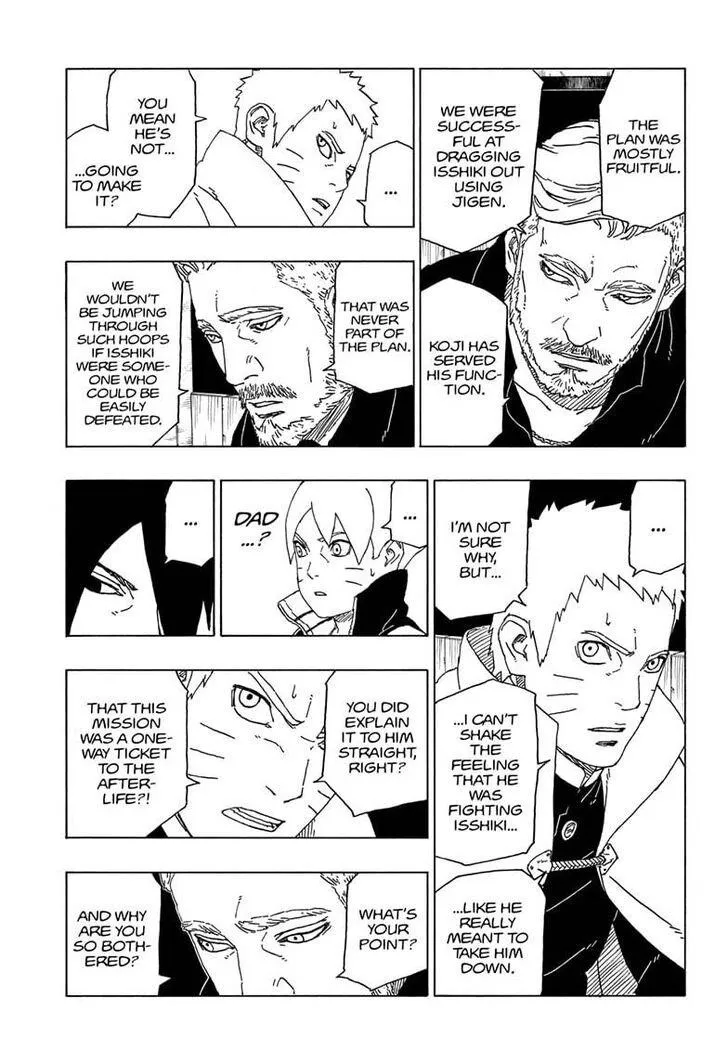 THE
PLAN WAS
MOSTLY
FRUITFUL.
WE WERE
SUCCESS-
FUL AT
DRAGGING
ISSHIKI OUT
USING
JIGEN.
KOJI HAS
SERVED
HIS FUNC-
TION.
...
YOU
MEAN
HE'S
NOT...
...GOING
TO MAKE
IT?
THAT WAS
NEVER
PART OF
THE PLAN.
WE
WOULDN'T
BE JUMPING
THROUGH
SUCH HOOPS
IF ISSHIKI
WERE SOME-
ONE WHO
COULD BE
EASILY
DEFEATED.
...
I'M NOT
SURE
WHY,
BUT...
...I CAN'T
SHAKE
THE
FEELING
THAT HE
WAS
FIGHTING
ISSHIKI...
...LIKE HE
REALLY
MEANT TO
TAKE HIM
DOWN.
...
DAD
...?
...
YOU DID
EXPLAIN
IT TO HIM
STRAIGHT,
RIGHT?
THAT THIS
MISSION
WAS A ONE-
WAY TICKET
TO THE
AFTER-
LIFE?!
WHAT'S
YOUR
POINT?
AND WHY
ARE YOU
SO BOTH-
ERED?